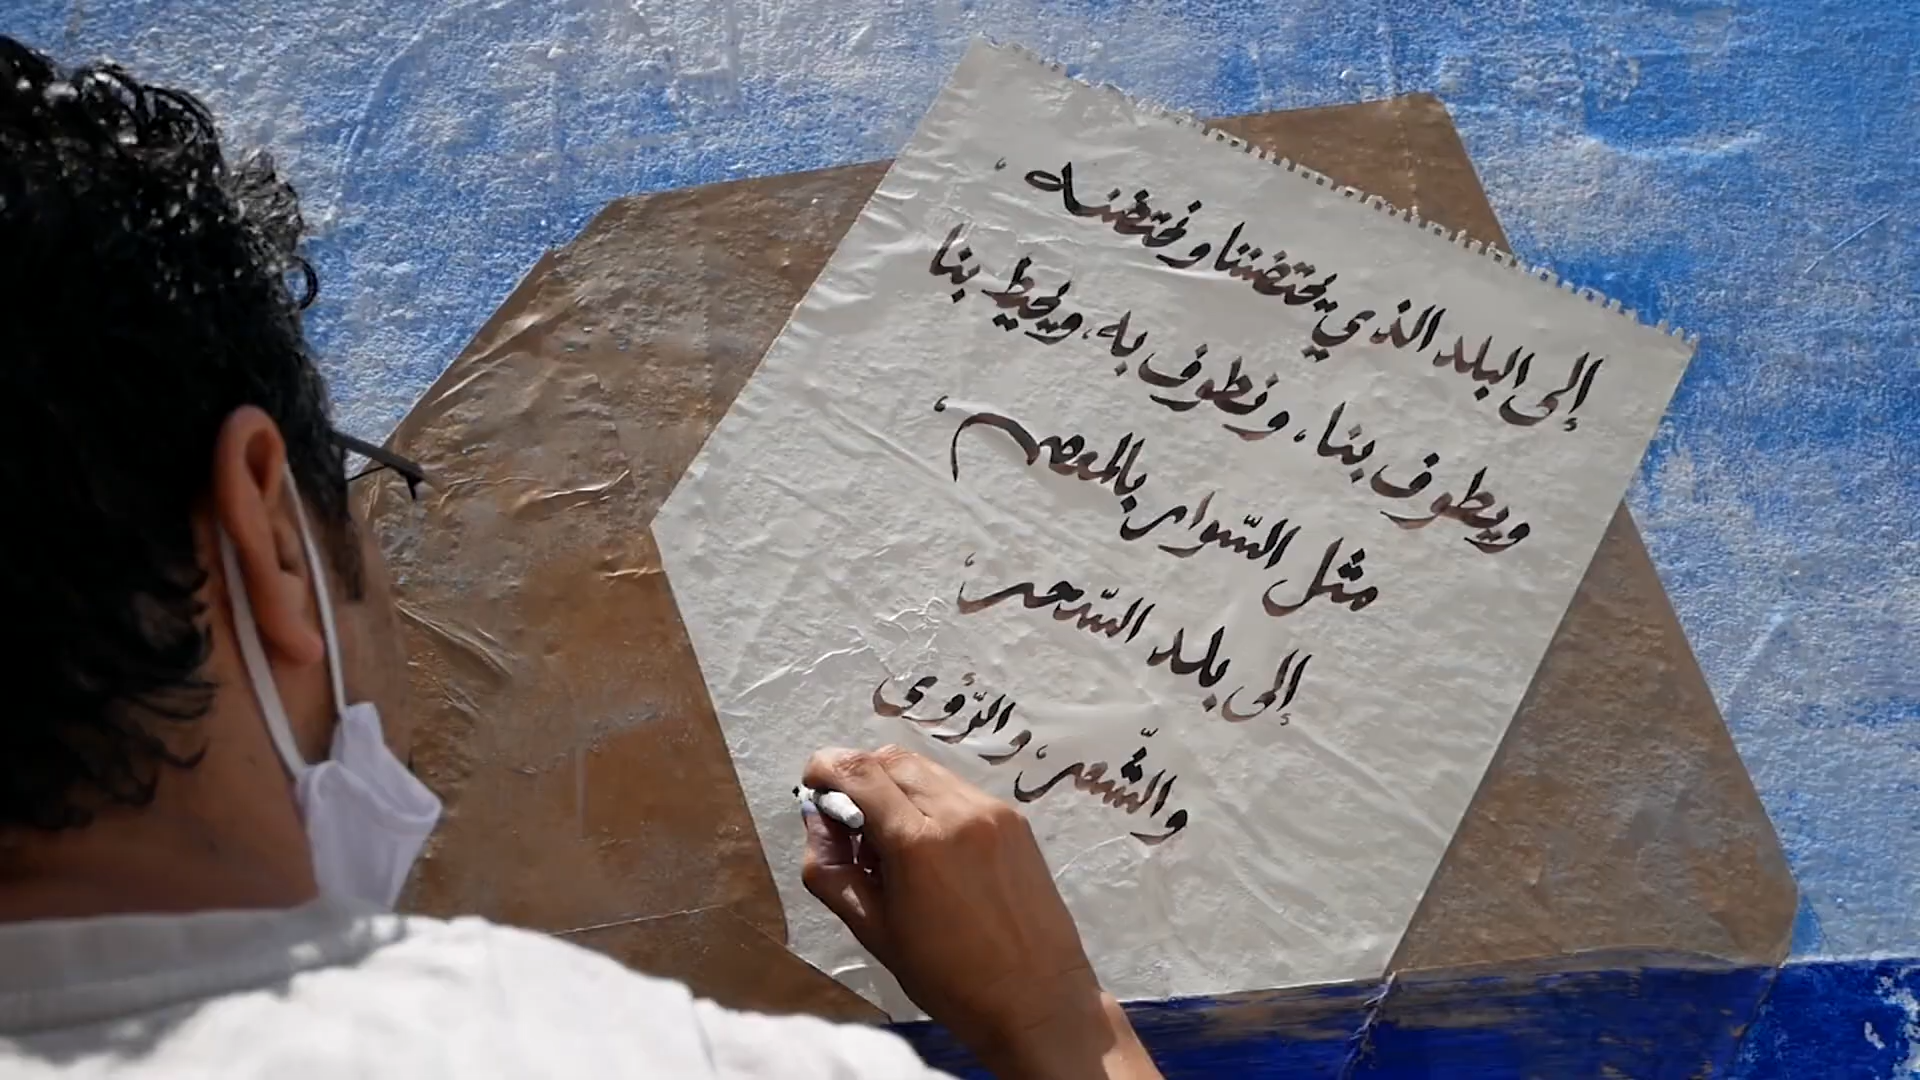 إلى البلد الذي يحتضننا ونحتضنه،
ويطوف بنا، ونطوف به، ويحيط بنا
مثل السّوار بالمعصم،
إلى بلد السّحر،
والشّعر، والرّؤى